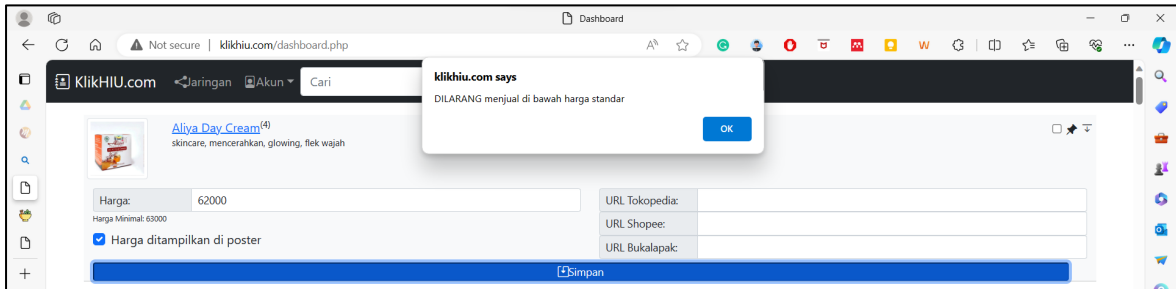 Dashboard
Not secure | klikhiu.com/dashboard.php
KlikHIU.com Jaringan Akun Cari
klikhiu.com says
DILARANG menjual di bawah harga standar
OK
Aliya Day Cream(4)
skincare, mencerahkan, glowing, flek wajah
Harga: 62000
Harga Minimal: 63000
Harga ditampilkan di poster
URL Tokopedia:
URL Shopee:
URL Bukalapak:
Simpan